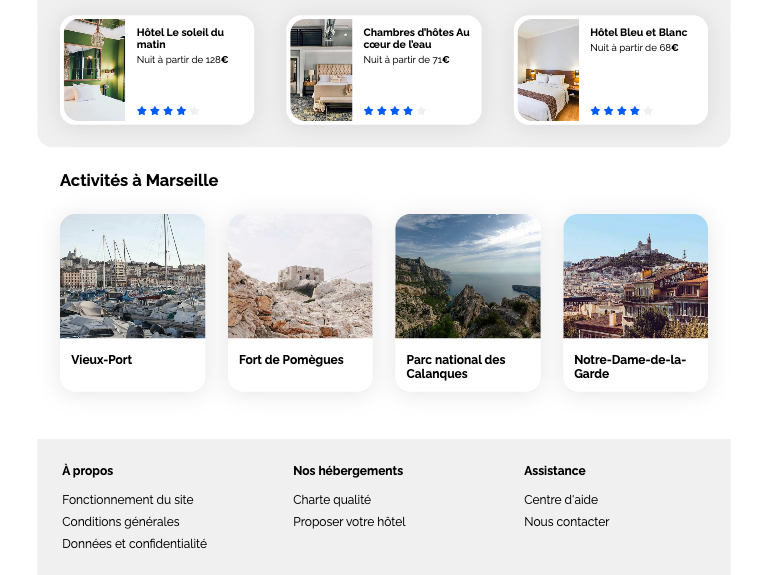 Hôtel Le soleil du
matin
Nuit à partir de 128€
Chambres d'hôtes Au
cœur de l'eau
Nuit à partir de 71€
Hôtel Bleu et Blanc
Nuit à partir de 68€
Activités à Marseille
Vieux-Port
Fort de Pomègues
Parc national des
Calanques
Notre-Dame-de-la-
Garde
À propos
Fonctionnement du site
Conditions générales
Données et confidentialité
Nos hébergements
Charte qualité
Proposer votre hôtel
Assistance
Centre d'aide
Nous contacter